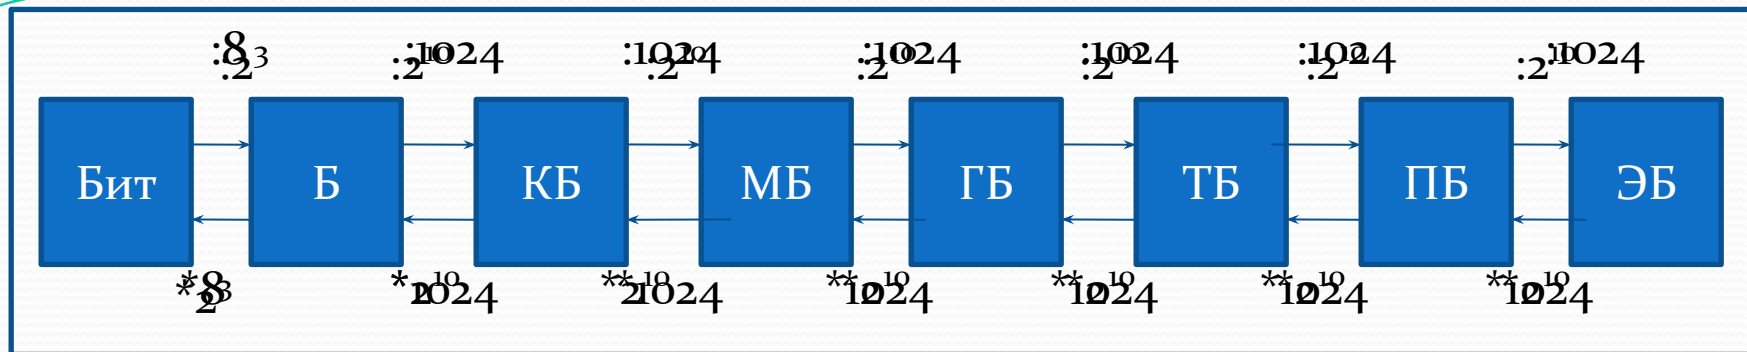 :8 :1024 :1024 :1024 :1024 :1024 :1024
:2³ :2¹⁰ :2¹⁰ :2¹⁰ :2¹⁰ :2¹⁰ :2¹⁰
Бит Б КБ МБ ГБ ТБ ПБ ЭБ
*8 *1024 *1024 *1024 *1024 *1024 *1024
*2³ *2¹⁰ *2¹⁰ *2¹⁰ *2¹⁰ *2¹⁰ *2¹⁰